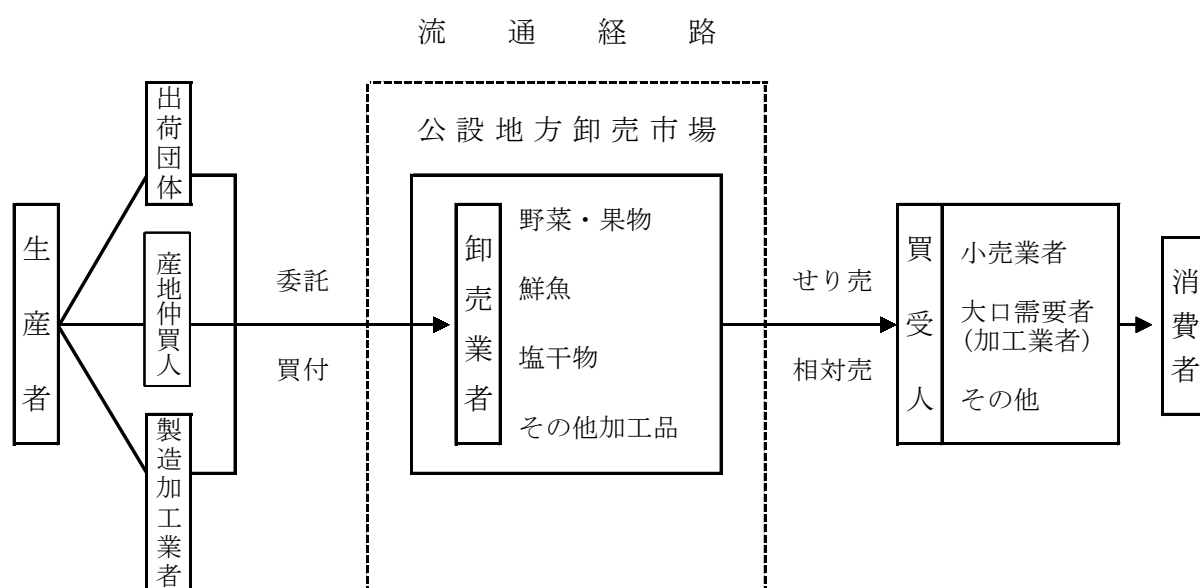 流通経路
公設地方卸売市場
生産者
出荷団体
産地仲買人
製造加工業者
委託
買付
卸売業者
野菜・果物
鮮魚
塩干物
その他加工品
せり売
相対売
買受人
小売業者
大口需要者
(加工業者)
その他
消費者